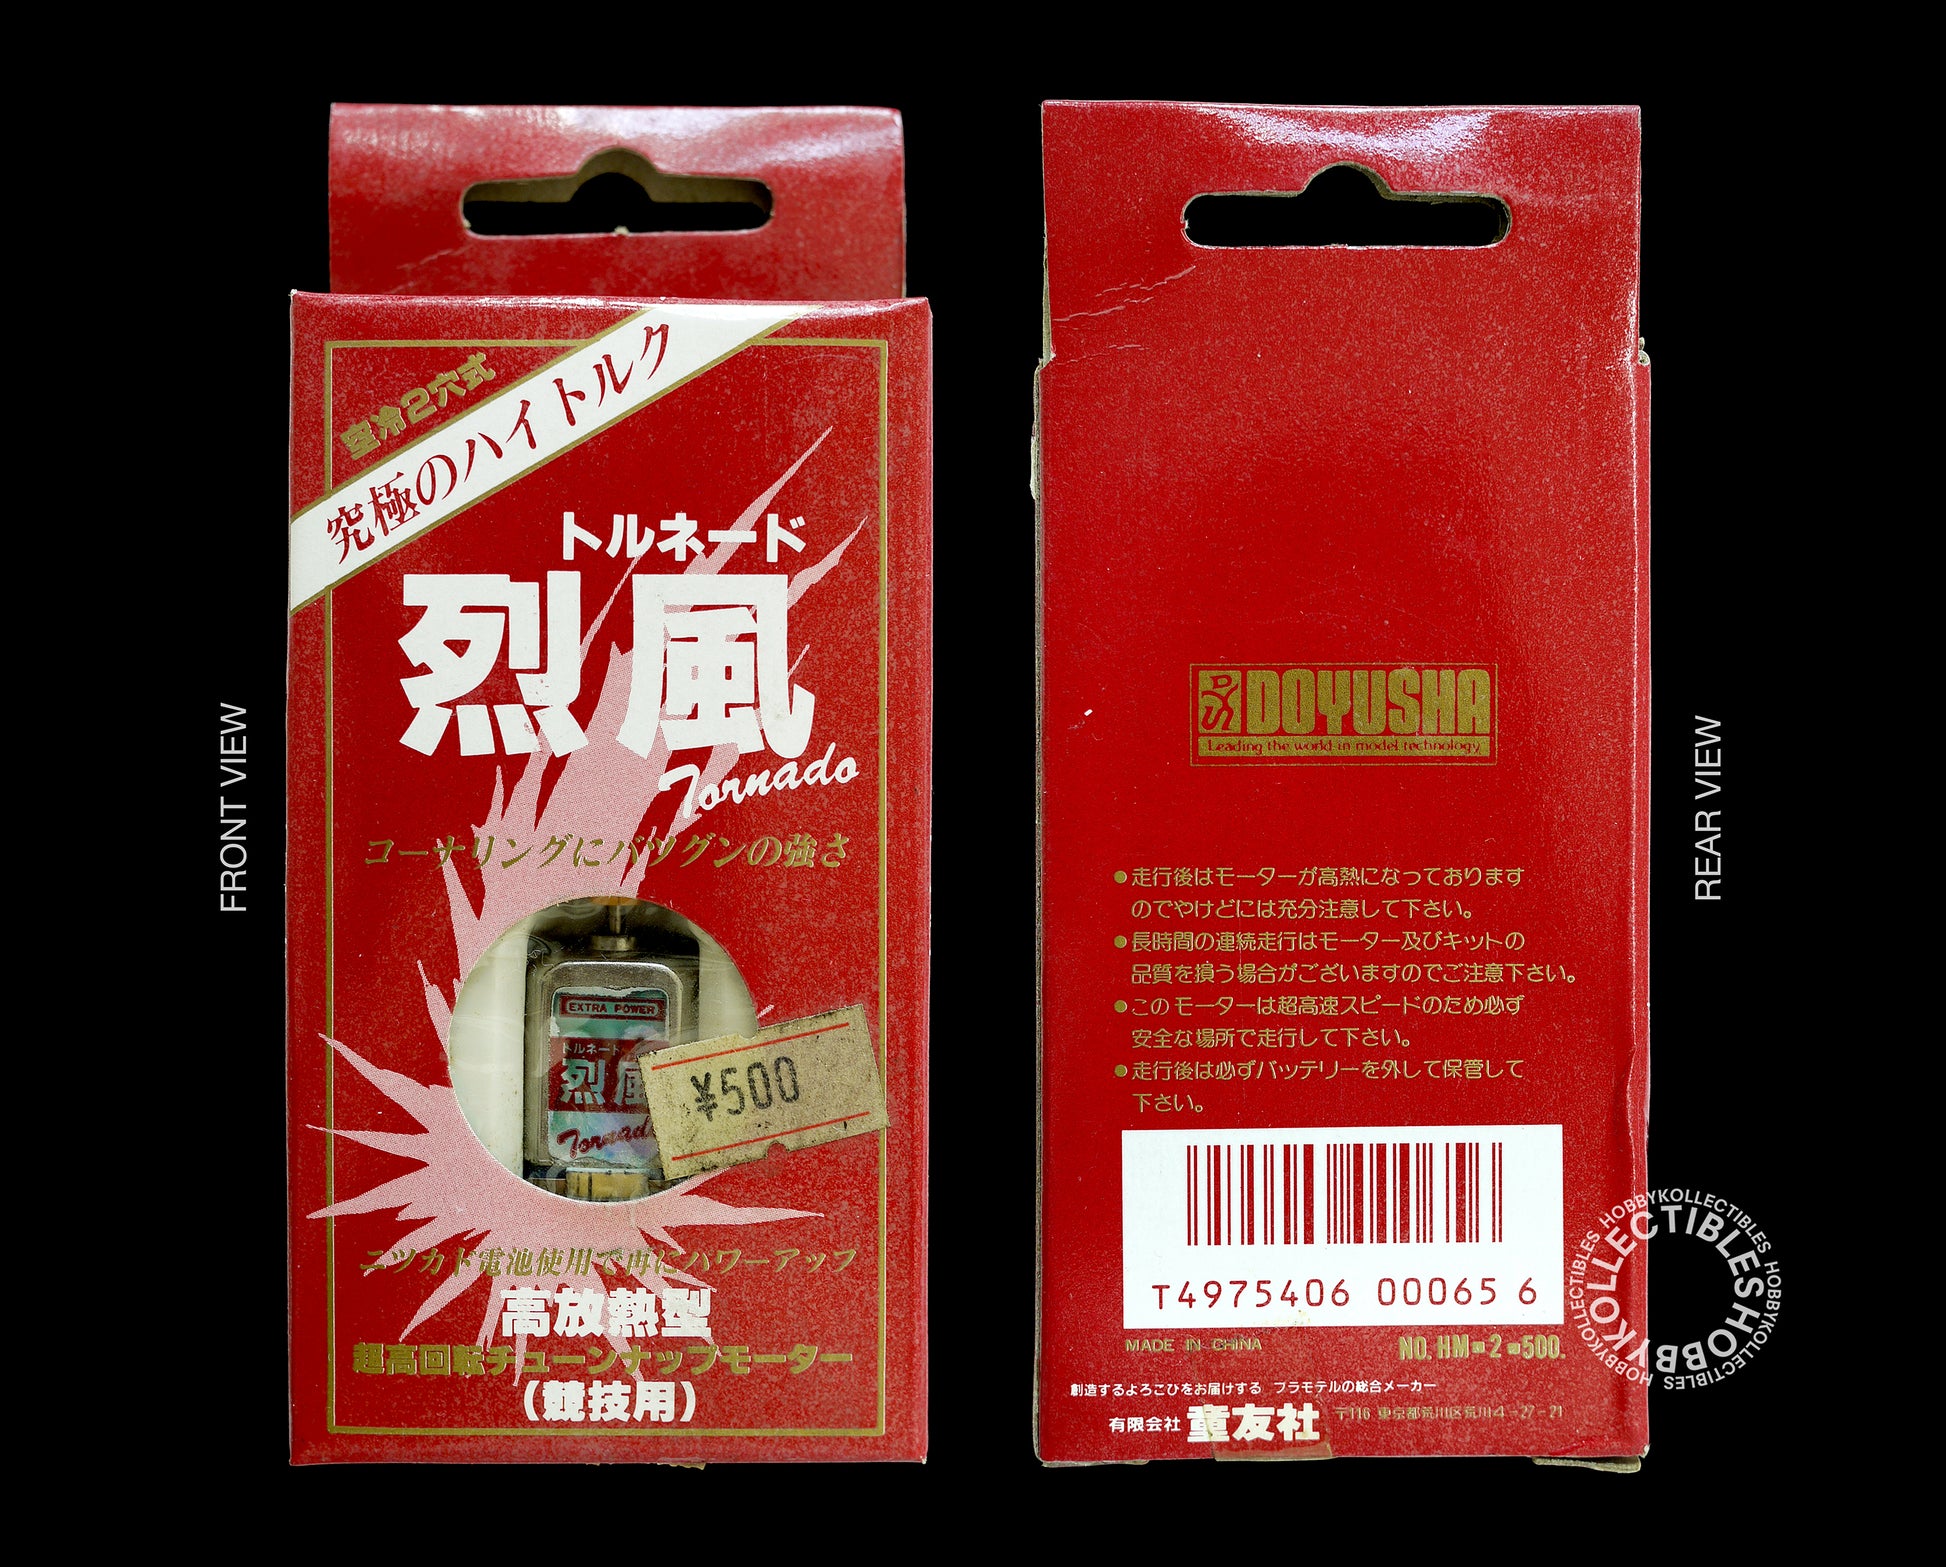 FRONT VIEW
空冷2穴式
究極のハイトルク
トルネード
烈風
Tornado
コーナリングにバツグンの強さ
EXTRA POWER
トルネード
烈風
Tornado
¥500
ニッカド電池使用で再にパワーアップ
高放熱型
超高回転チューンナップモーター
(競技用)
DOYUSHA
Leading the world in model technology
●走行後はモーターが高熱になっております
のでやけどには充分注意して下さい。
●長時間の連続走行はモーター及びキットの
品質を損う場合がございますのでご注意下さい。
●このモーターは超高速スピードのため必ず
安全な場所で走行して下さい。
●走行後は必ずバッテリーを外して保管して
下さい。
T4975406 00065 6
MADE IN CHINA
NO. HM-2-500.
創造するよろこびをお届けする プラモデルの総合メーカー
有限会社 童友社 〒116 東京都荒川区荒川4-27-21
REAR VIEW
HOBBYKOLLECTIBLES HOBBYKOLLECTIBLES HOBBYKOLLECTIBLES HOBBYKOLLECTIBLES
HOBBYKOLLECTIBLES